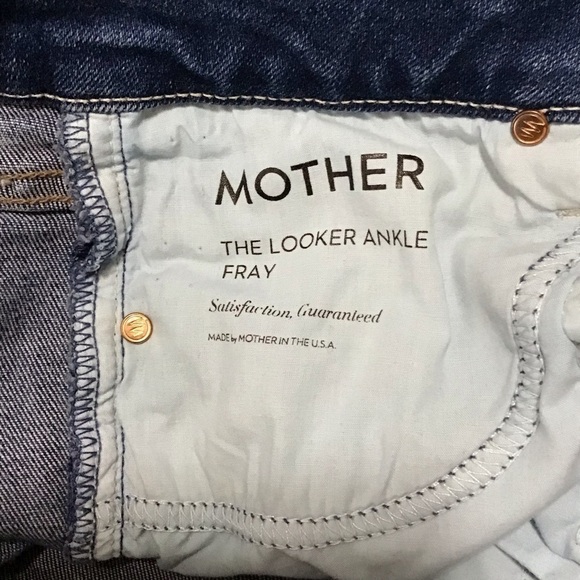 MOTHER
THE LOOKER ANKLE
FRAY
Satisfaction, Guaranteed
MADE by MOTHER IN THE U.S.A.